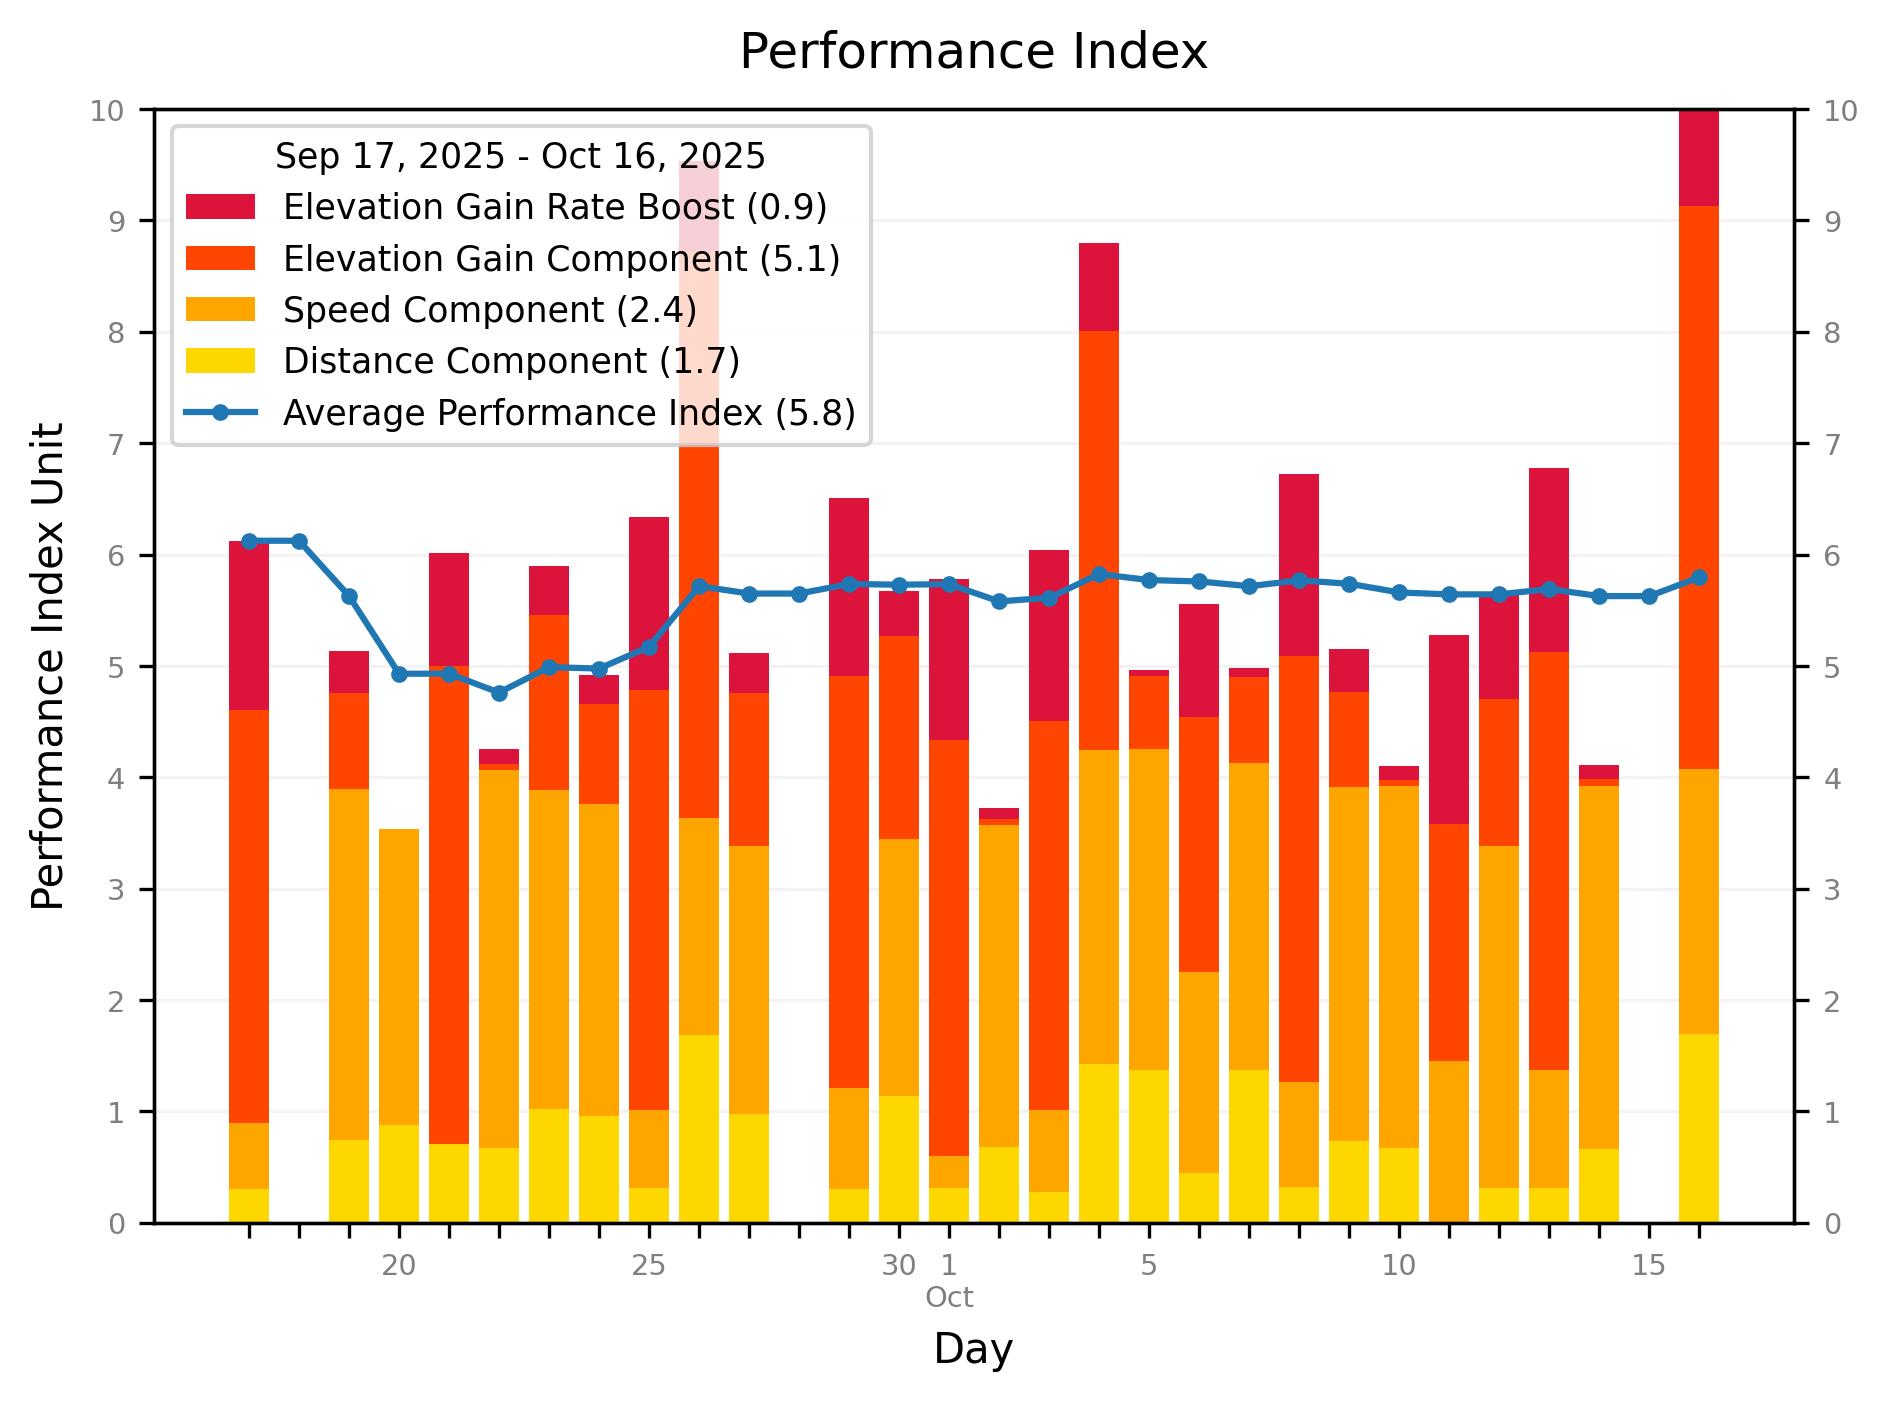 Performance Index
Sep 17, 2025 - Oct 16, 2025
Elevation Gain Rate Boost (0.9)
Elevation Gain Component (5.1)
Speed Component (2.4)
Distance Component (1.7)
Average Performance Index (5.8)
Performance Index Unit
10
9
8
7
6
5
4
3
2
1
0
10
9
8
7
6
5
4
3
2
1
0
20 25 30 1 5 10 15
Oct
Day